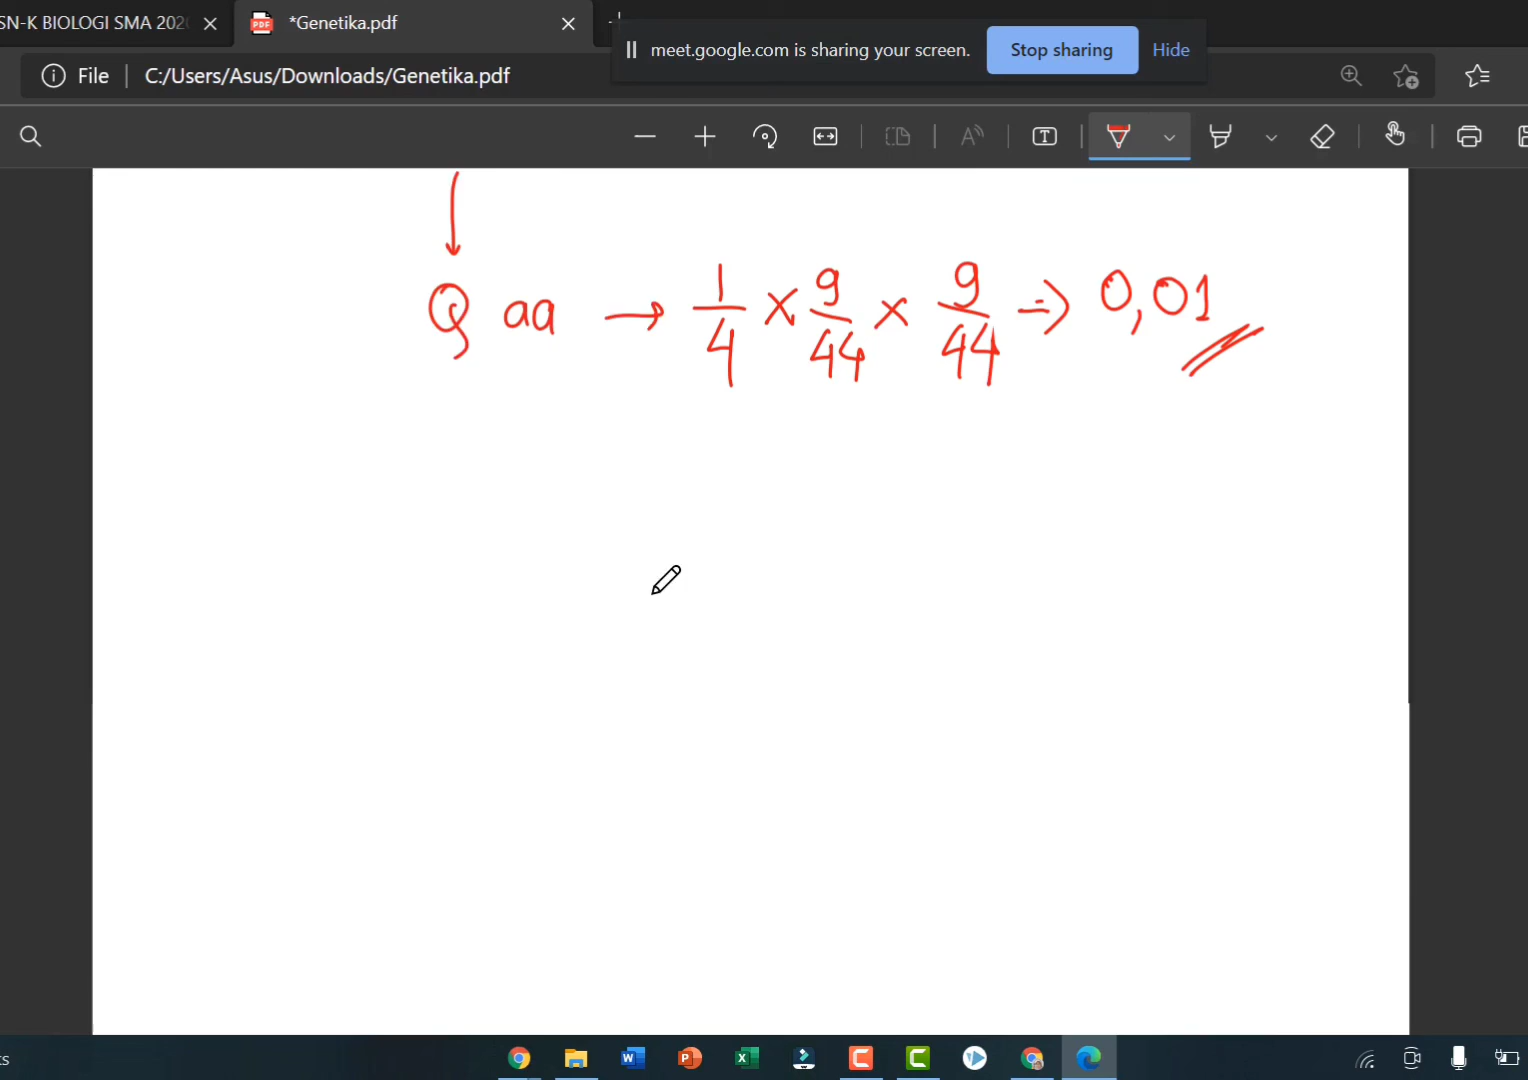 SN-K BIOLOGI SMA 202
*Genetika.pdf
meet.google.com is sharing your screen.
Stop sharing
Hide
File
C:/Users/Asus/Downloads/Genetika.pdf
Q aa → 1/4 × 9/44 × 9/44 => 0,01